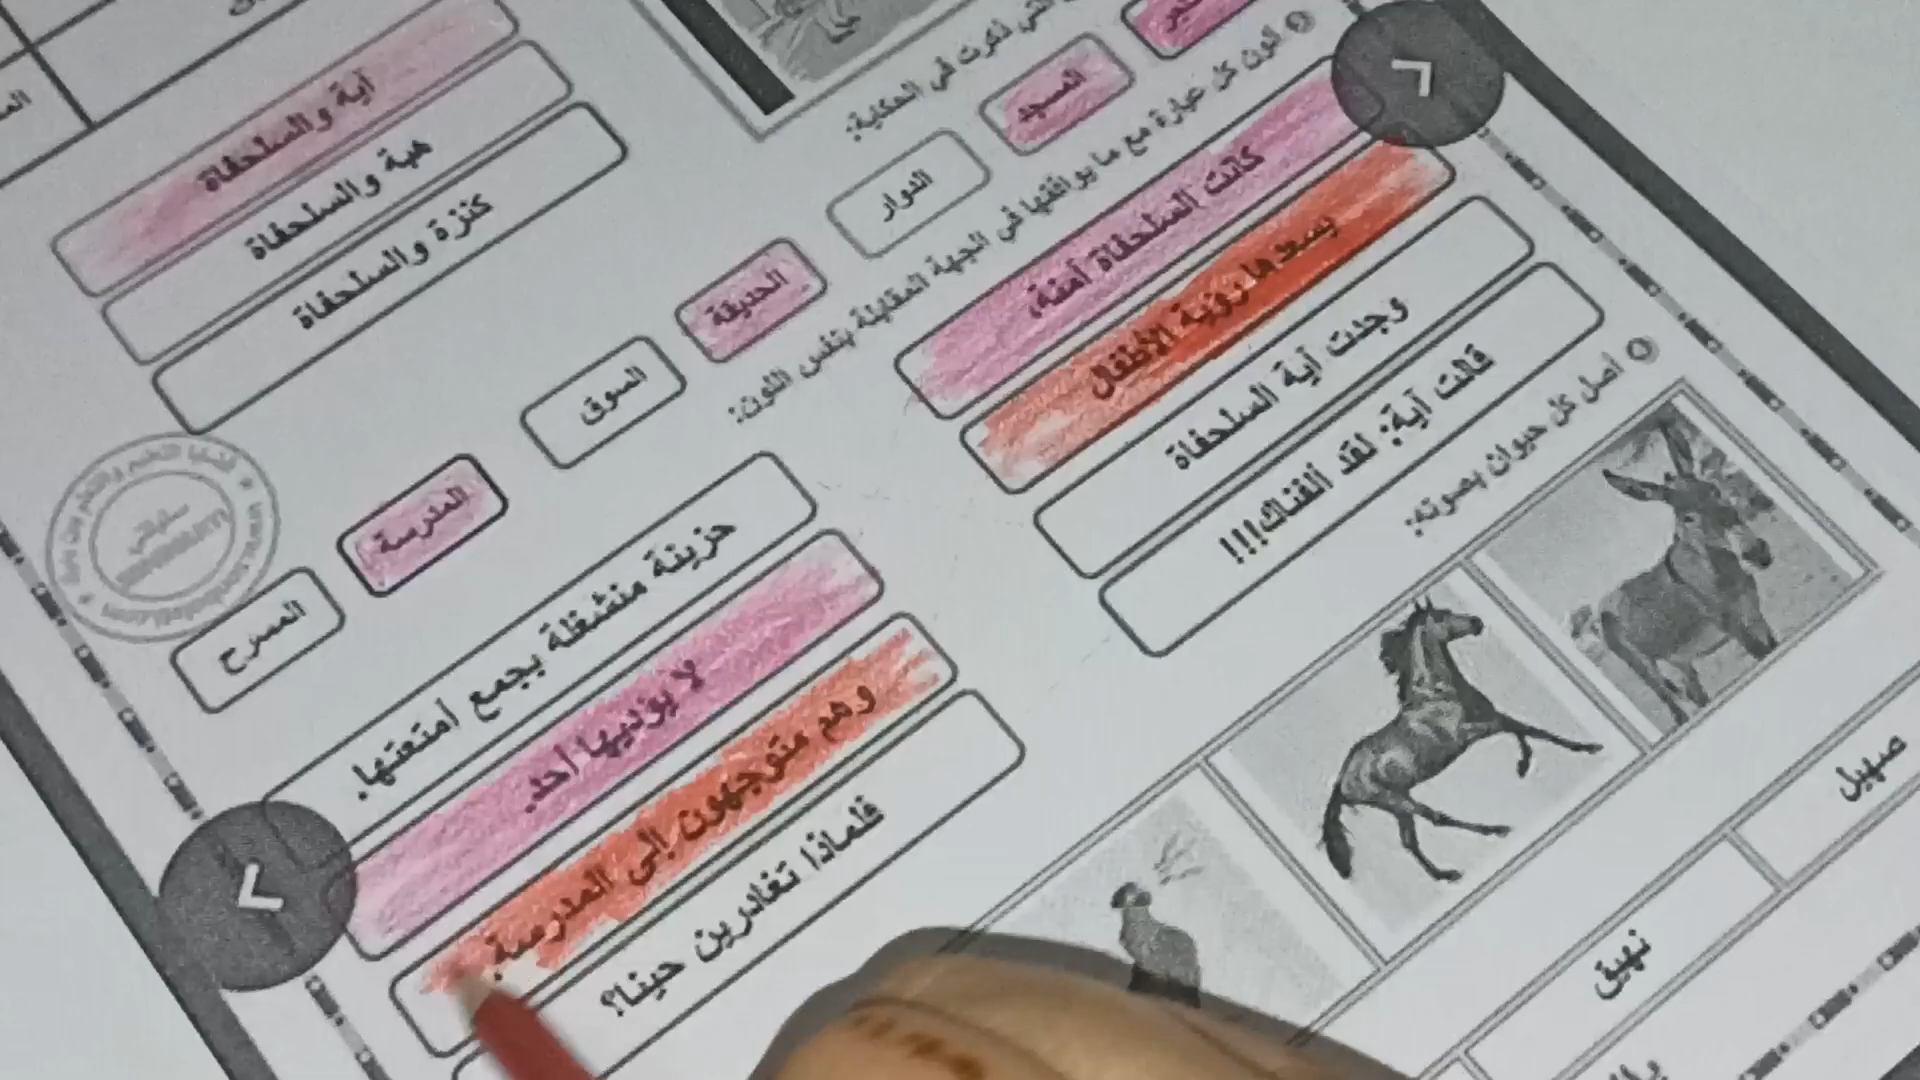 آية والسلحفاة
هبة والسلحفاة
كنزة والسلحفاة
التي ذكرت في الحكاية:
المسجد
الدوار
الحديقة
السوق
المدرسة
المسرح
ألون كل عبارة مع ما يوافقها في الجهة المقابلة بنفس اللون:
كانت السلحفاة آمنة،
يسعدها رؤية الأطفال
وجدت آية السلحفاة
قالت آية: لقد ألفناك!!!
حزينة منشغلة بجمع أمتعتها.
لا يؤذيها أحد.
وهم متوجهون إلى المدرسة.
فلماذا تغادرين حينا؟
أصل كل حيوان بصوته:
صهيل
نهيق